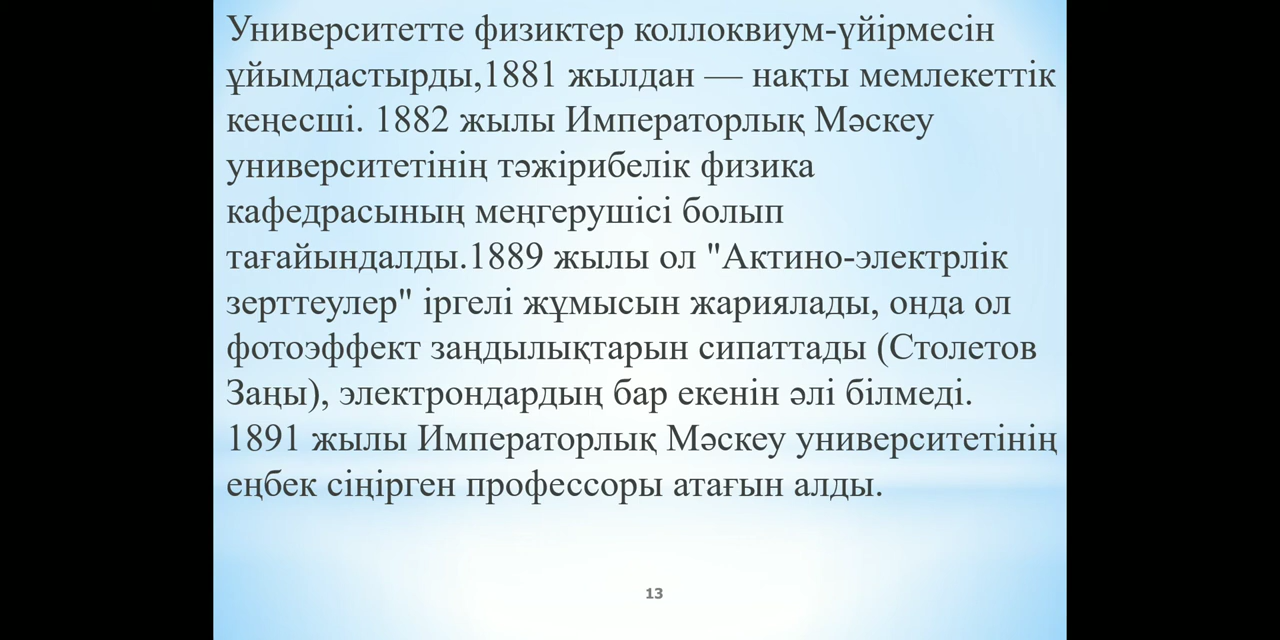 Университетте физиктер коллоквиум-үйірмесін
ұйымдастырды,1881 жылдан — нақты мемлекеттік
кеңесші. 1882 жылы Императорлық Мәскеу
университетінің тәжірибелік физика
кафедрасының меңгерушісі болып
тағайындалды.1889 жылы ол "Актино-электрлік
зерттеулер" іргелі жұмысын жариялады, онда ол
фотоэффект заңдылықтарын сипаттады (Столетов
Заңы), электрондардың бар екенін әлі білмеді.
1891 жылы Императорлық Мәскеу университетінің
еңбек сіңірген профессоры атағын алды.
13